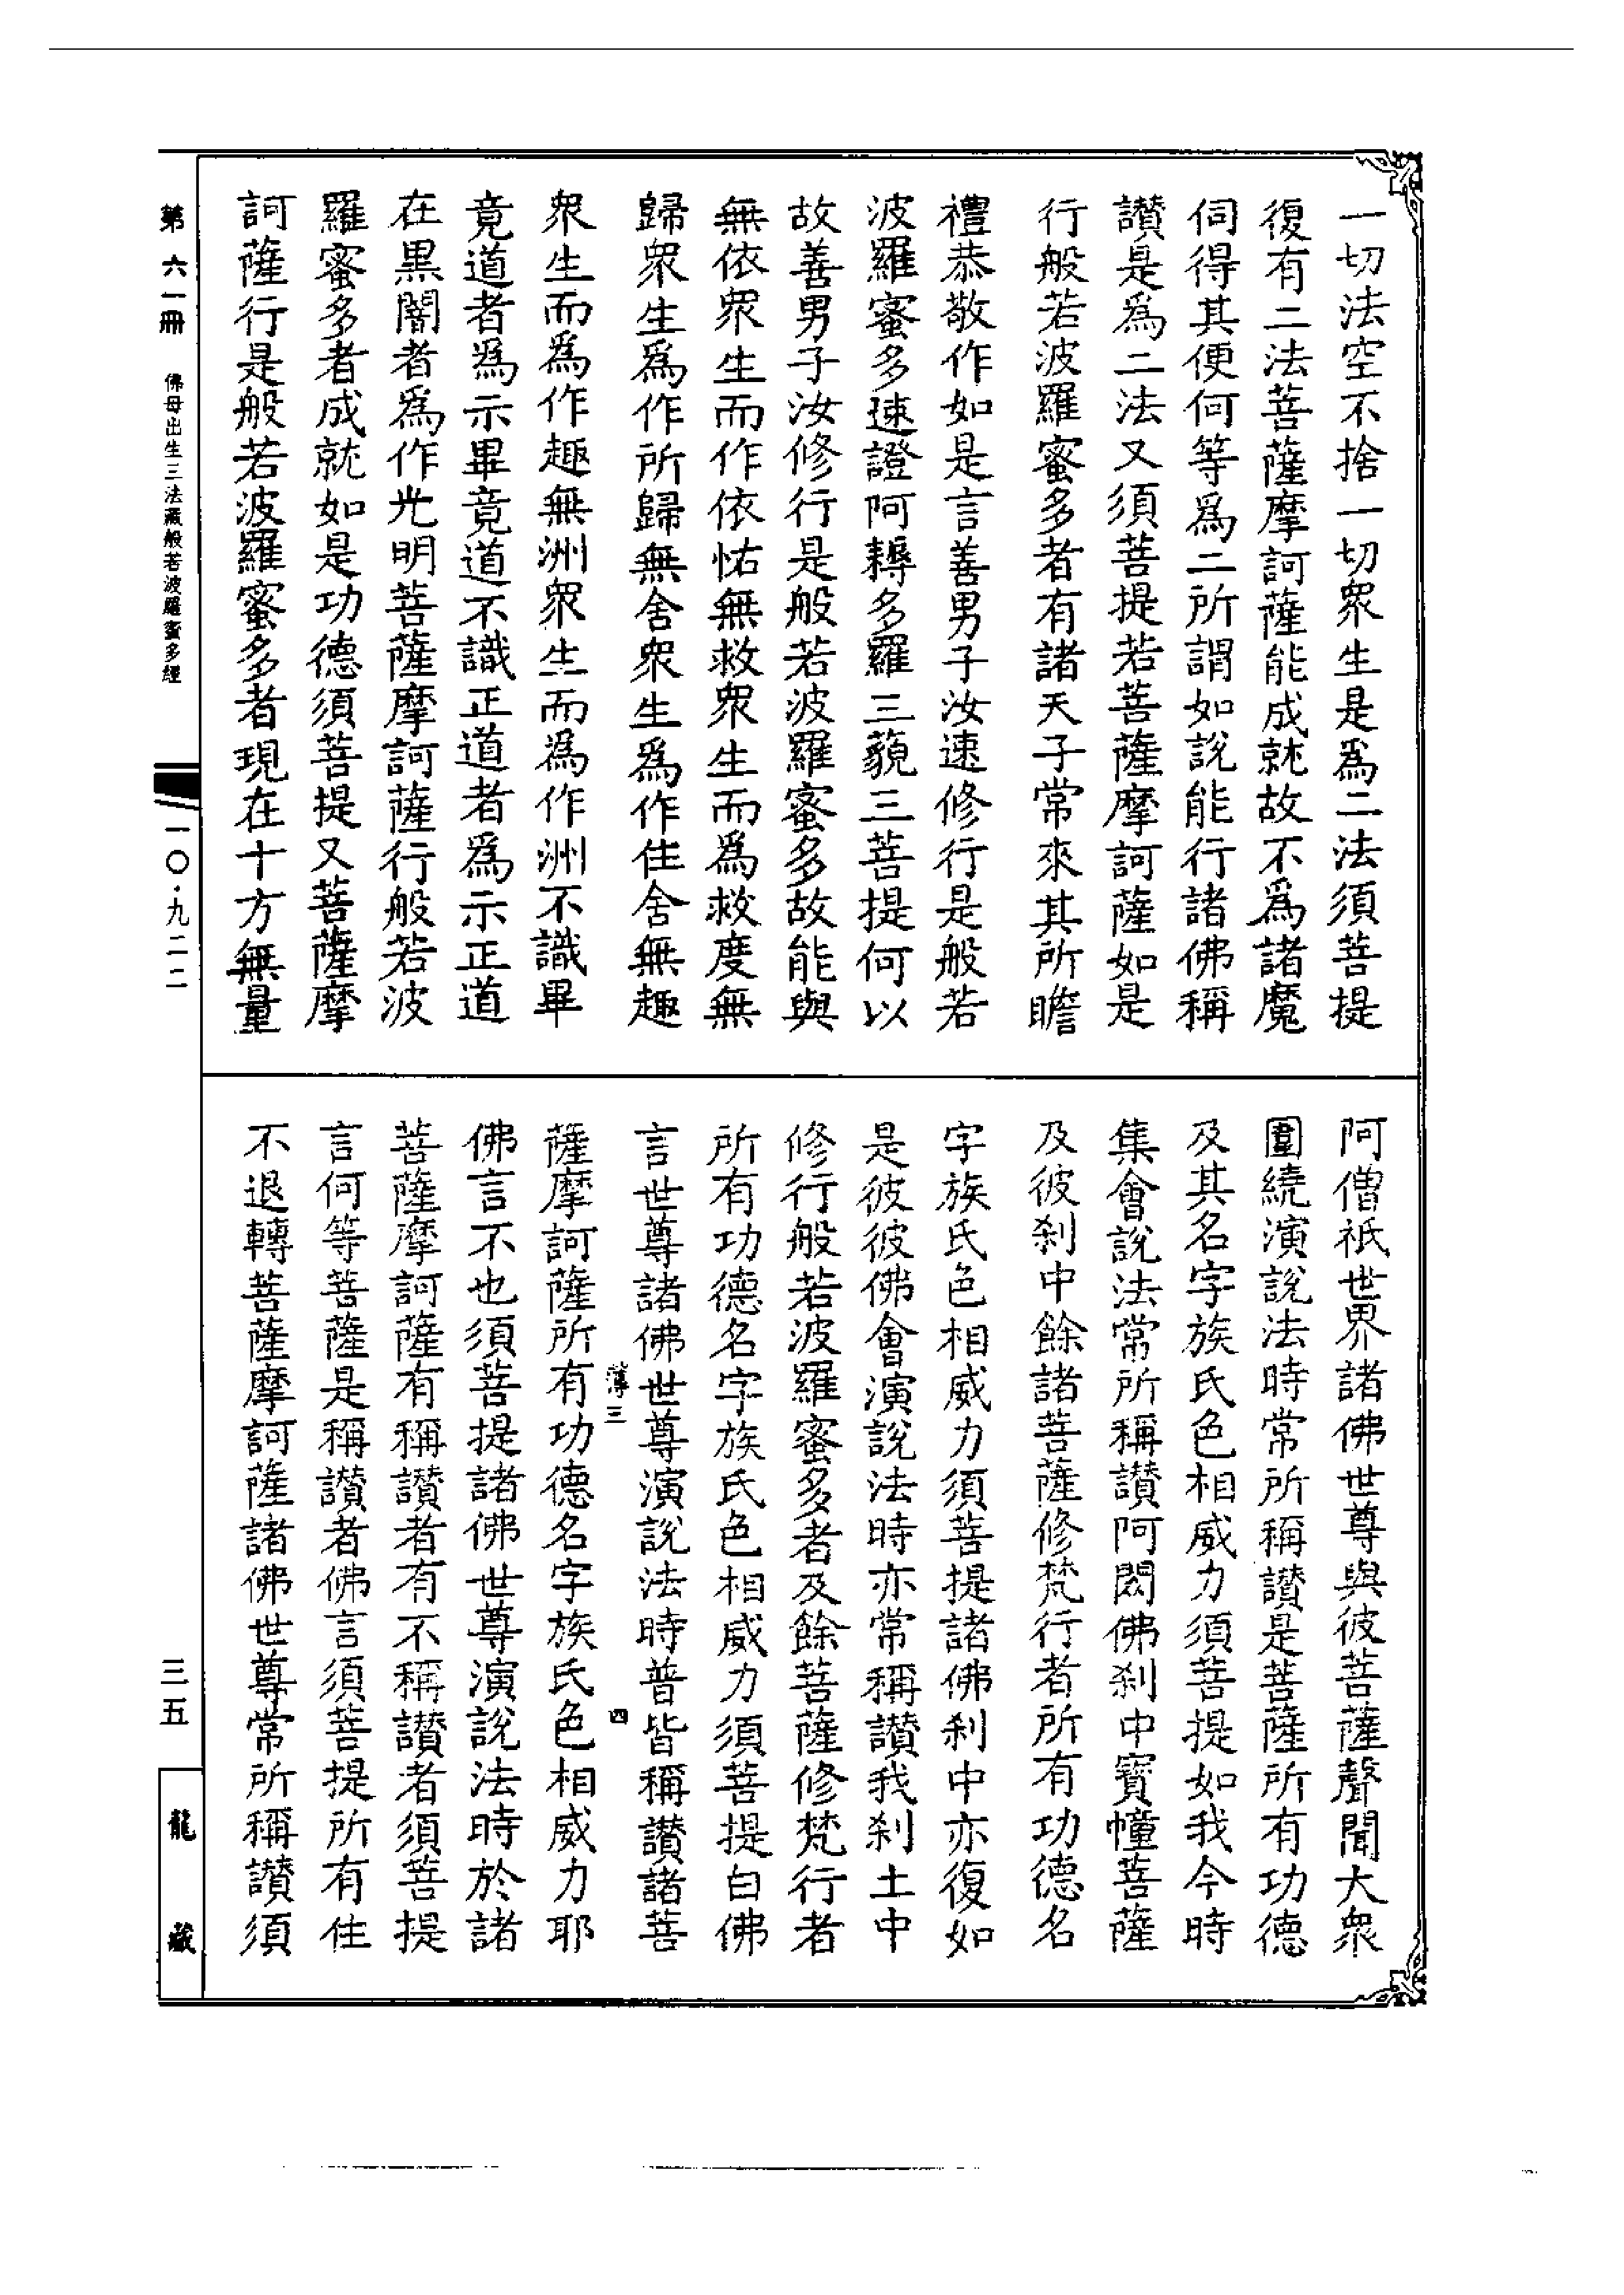 一切法空不捨一切衆生是爲二法須菩提
復有二法菩薩摩訶薩能成就故不爲諸魔
伺得其便何等爲二所謂如說能行諸佛稱
讚是爲二法又須菩提若菩薩摩訶薩如是
行般若波羅蜜多者有諸天子常來其所瞻
禮恭敬作如是言善男子汝速修行是般若
波羅蜜多速證阿耨多羅三藐三菩提何以
故善男子汝修行是般若波羅蜜多故能與
無依衆生而作依怙無救衆生而爲救度無
歸衆生爲作所歸無舍衆生爲作住舍無趣
衆生而爲作趣無洲衆生而爲作洲不識畢
竟道者爲示畢竟道不識正道者爲示正道
在黑闇者爲作光明菩薩摩訶薩行般若波
羅蜜多者成就如是功德須菩提又菩薩摩
訶薩行是般若波羅蜜多者現在十方無量
阿僧祇世界諸佛世尊與彼菩薩聲聞大衆
圍繞演說法時常所稱讚是菩薩所有功德
及其名字族氏色相威力須菩提如我今時
集會說法常所稱讚阿閦佛刹中寶幢菩薩
及彼刹中餘諸菩薩修梵行者所有功德名
字族氏色相威力須菩提諸佛刹中亦復如
是彼彼佛會演說法時亦常稱讚我刹土中
修行般若波羅蜜多者及餘菩薩修梵行者
所有功德名字族氏色相威力須菩提白佛
言世尊諸佛世尊演說法時普皆稱讚諸菩
薄三 四
薩摩訶薩所有功德名字族氏色相威力耶
佛言不也須菩提諸佛世尊演說法時於諸
菩薩摩訶薩有稱讚者有不稱讚者須菩提
言何等菩薩是稱讚者佛言須菩提所有住
不退轉菩薩摩訶薩諸佛世尊常所稱讚須
第六一冊 佛母出生三法藏般若波羅蜜多經
一〇·九二二
三五
龍藏